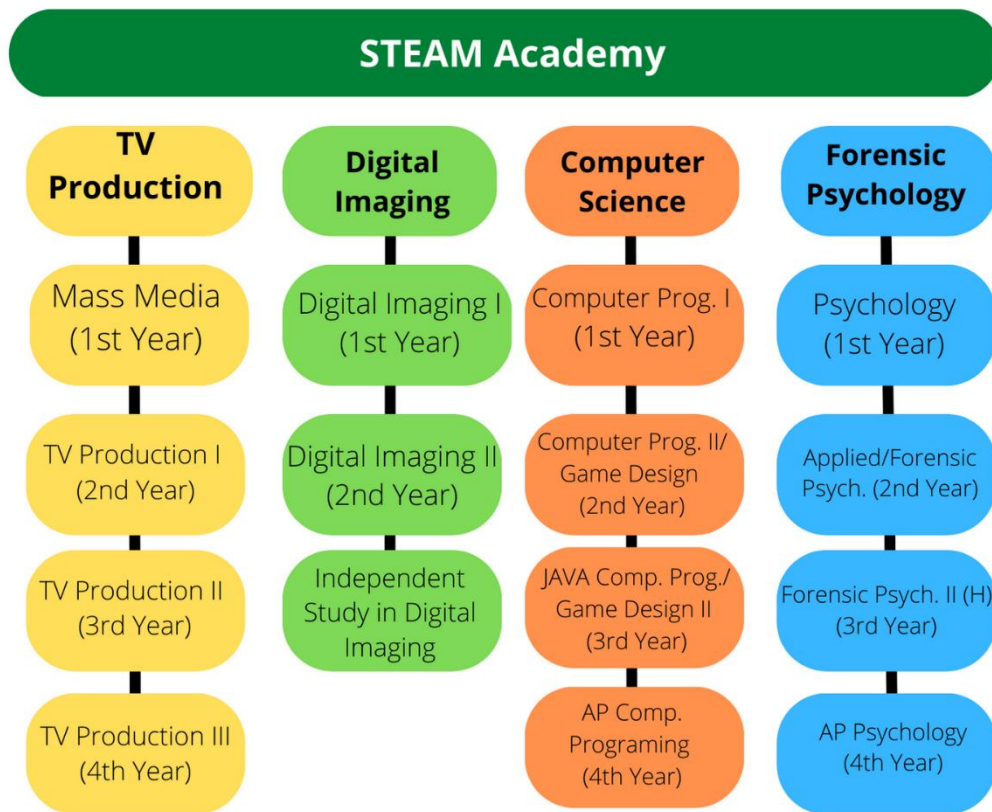 STEAM Academy
TV
Production
Mass Media
(1st Year)
TV Production I
(2nd Year)
TV Production II
(3rd Year)
TV Production III
(4th Year)
Digital
Imaging
Digital Imaging I
(1st Year)
Digital Imaging II
(2nd Year)
Independent
Study in Digital
Imaging
Computer
Science
Computer Prog. I
(1st Year)
Computer Prog. II/
Game Design
(2nd Year)
JAVA Comp. Prog./
Game Design II
(3rd Year)
AP Comp.
Programing
(4th Year)
Forensic
Psychology
Psychology
(1st Year)
Applied/Forensic
Psych. (2nd Year)
Forensic Psych. II (H)
(3rd Year)
AP Psychology
(4th Year)